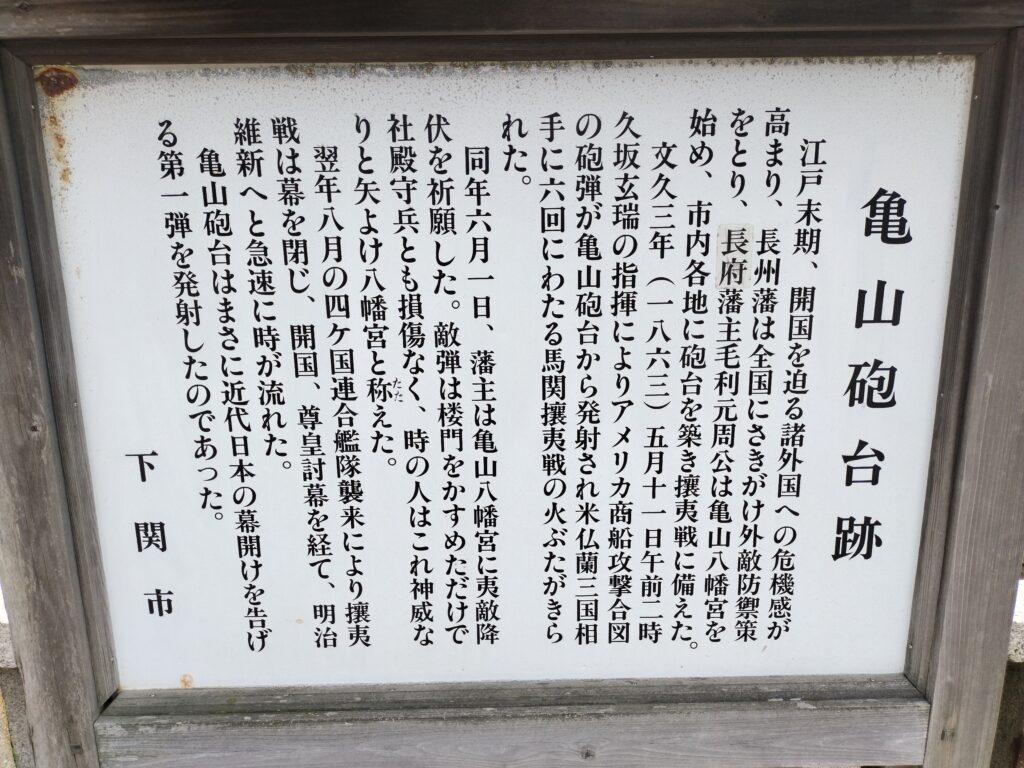 亀山砲台跡
江戸末期、開国を迫る諸外国への危機感が
高まり、長州藩は全国にさきがけ外敵防禦策
をとり、長府藩主毛利元周公は亀山八幡宮を
始め、市内各地に砲台を築き攘夷戦に備えた。
文久三年(一八六三)五月十一日午前二時
久坂玄瑞の指揮によりアメリカ商船攻撃合図
の砲弾が亀山砲台から発射され米仏蘭三国相
手に六回にわたる馬関攘夷戦の火ぶたがきら
れた。
同年六月一日、藩主は亀山八幡宮に夷敵降
伏を祈願した。敵弾は楼門をかすめただけで
社殿守兵とも損傷なく、時の人はこれ神威な
りと矢よけ八幡宮と称えた。
たた
翌年八月の四ケ国連合艦隊襲来により攘夷
戦は幕を閉じ、開国、尊皇討幕を経て、明治
維新へと急速に時が流れた。
亀山砲台はまさに近代日本の幕開けを告げ
る第一弾を発射したのであった。
下関市